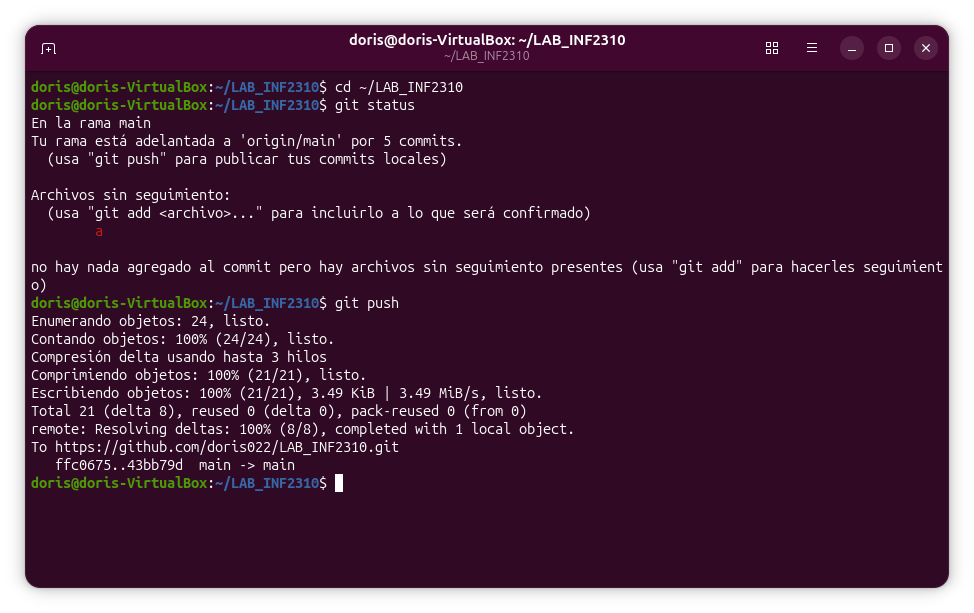 doris@doris-VirtualBox: ~/LAB_INF2310
~/LAB_INF2310
doris@doris-VirtualBox:~/LAB_INF2310$ cd ~/LAB_INF2310
doris@doris-VirtualBox:~/LAB_INF2310$ git status
En la rama main
Tu rama está adelantada a 'origin/main' por 5 commits.
  (usa "git push" para publicar tus commits locales)

Archivos sin seguimiento:
  (usa "git add <archivo>..." para incluirlo a lo que será confirmado)
        a

no hay nada agregado al commit pero hay archivos sin seguimiento presentes (usa "git add" para hacerles seguimient
o)
doris@doris-VirtualBox:~/LAB_INF2310$ git push
Enumerando objetos: 24, listo.
Contando objetos: 100% (24/24), listo.
Compresión delta usando hasta 3 hilos
Comprimiendo objetos: 100% (21/21), listo.
Escribiendo objetos: 100% (21/21), 3.49 KiB | 3.49 MiB/s, listo.
Total 21 (delta 8), reused 0 (delta 0), pack-reused 0 (from 0)
remote: Resolving deltas: 100% (8/8), completed with 1 local object.
To https://github.com/doris022/LAB_INF2310.git
   ffc0675..43bb79d  main -> main
doris@doris-VirtualBox:~/LAB_INF2310$